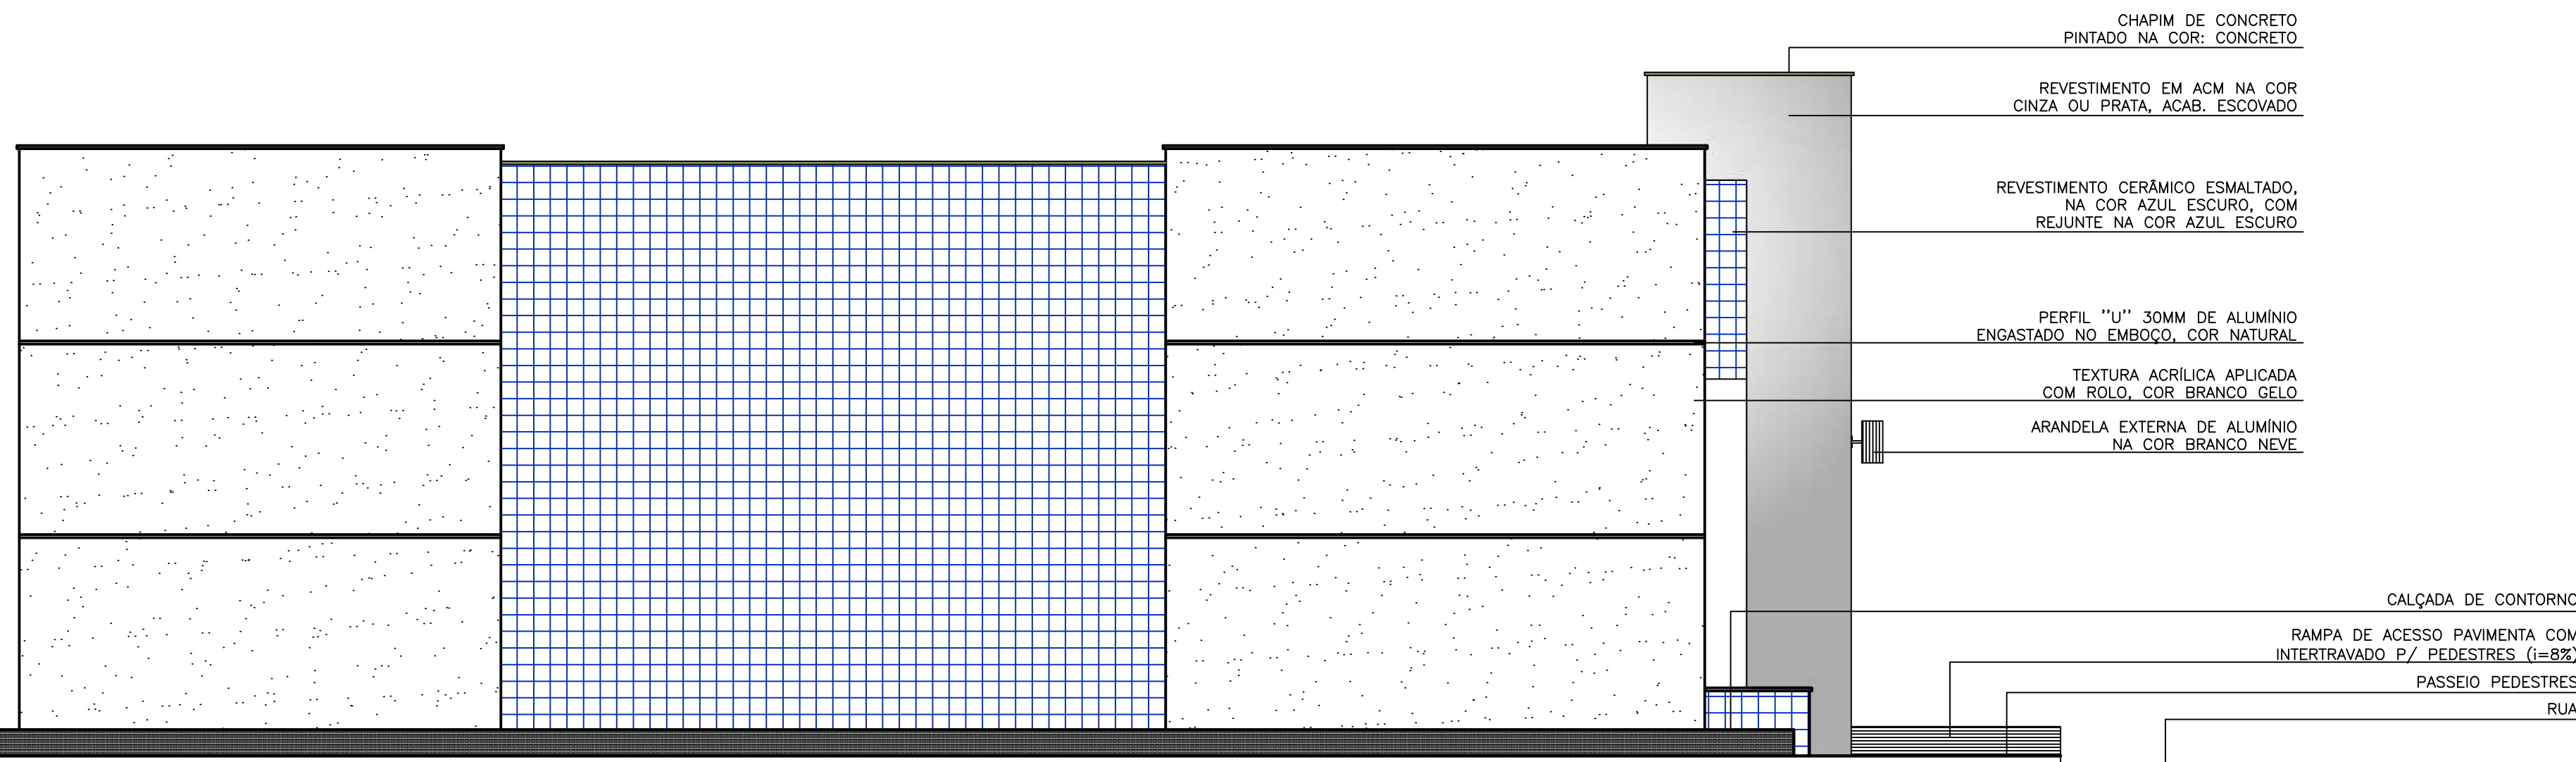 CHAPIM DE CONCRETO
PINTADO NA COR: CONCRETO
REVESTIMENTO EM ACM NA COR
CINZA OU PRATA, ACAB. ESCOVADO
REVESTIMENTO CERÂMICO ESMALTADO,
NA COR AZUL ESCURO, COM
REJUNTE NA COR AZUL ESCURO
PERFIL "U" 30MM DE ALUMÍNIO
ENGASTADO NO EMBOÇO, COR NATURAL
TEXTURA ACRÍLICA APLICADA
COM ROLO, COR BRANCO GELO
ARANDELA EXTERNA DE ALUMÍNIO
NA COR BRANCO NEVE
CALÇADA DE CONTORNO
RAMPA DE ACESSO PAVIMENTA COM
INTERTRAVADO P/ PEDESTRES (i=8%)
PASSEIO PEDESTRES
RUA